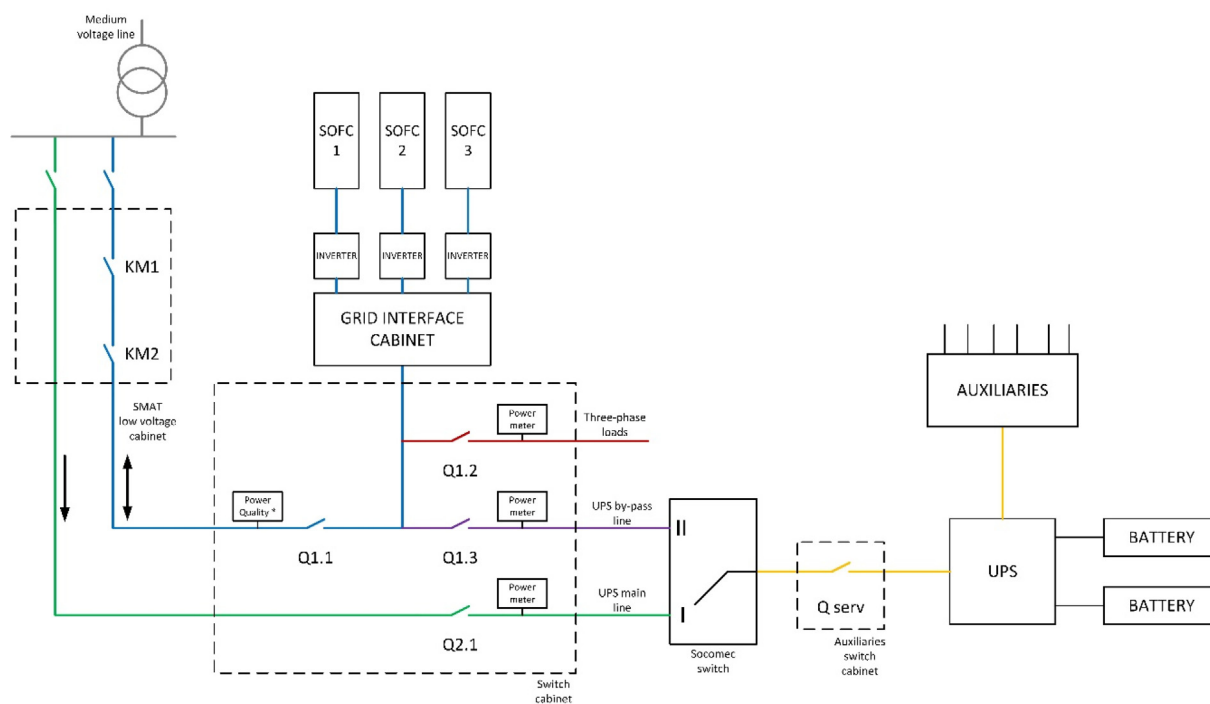 Medium
voltage line
SOFC
1
SOFC
2
SOFC
3
INVERTER
INVERTER
INVERTER
GRID INTERFACE
CABINET
KM1
KM2
SMAT
low voltage
cabinet
Power
meter
Three-phase
loads
Q1.2
Power
Quality *
Q1.1
Power
meter
UPS by-pass
line
Q1.3
Power
meter
UPS main
line
Q2.1
Switch
cabinet
II
I
Socomec
switch
Q serv
Auxiliaries
switch cabinet
AUXILIARIES
UPS
BATTERY
BATTERY